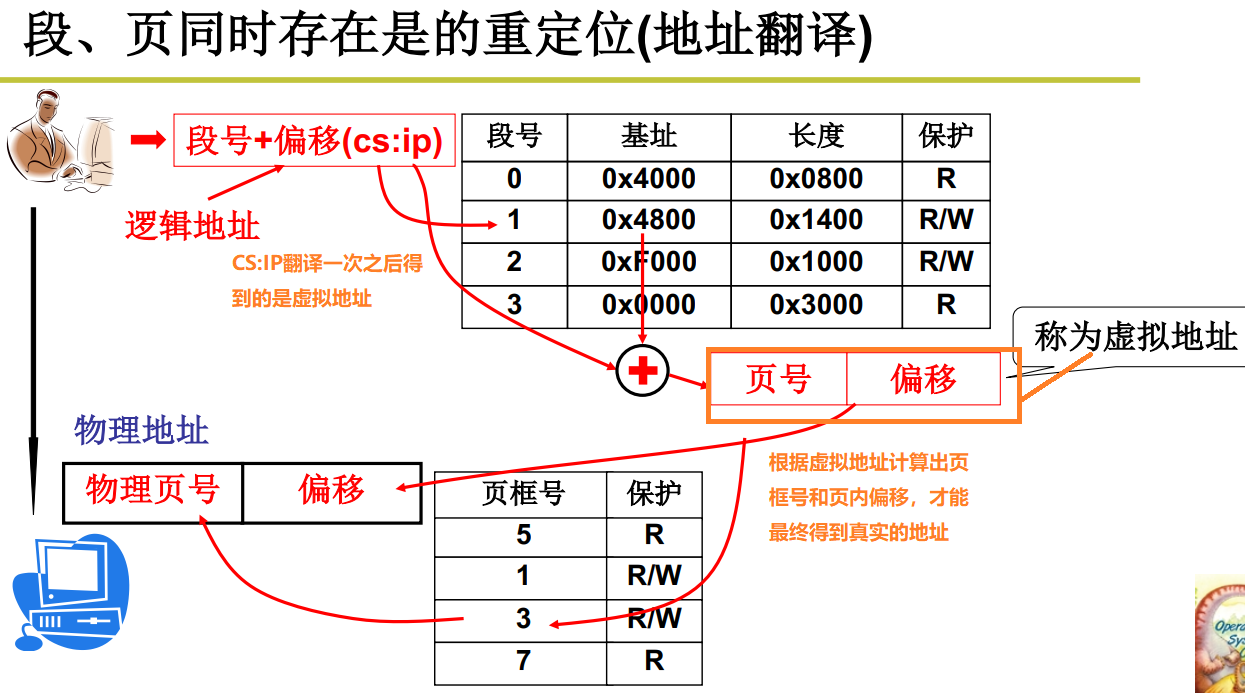 段、页同时存在是的重定位(地址翻译)
段号+偏移(cs:ip)
逻辑地址
CS:IP翻译一次之后得
到的是虚拟地址
段号 基址 长度 保护
0 0x4000 0x0800 R
1 0x4800 0x1400 R/W
2 0xF000 0x1000 R/W
3 0x0000 0x3000 R
称为虚拟地址
页号 偏移
物理地址
物理页号 偏移
根据虚拟地址计算出页
框号和页内偏移，才能
最终得到真实的地址
页框号 保护
5 R
1 R/W
3 R/W
7 R